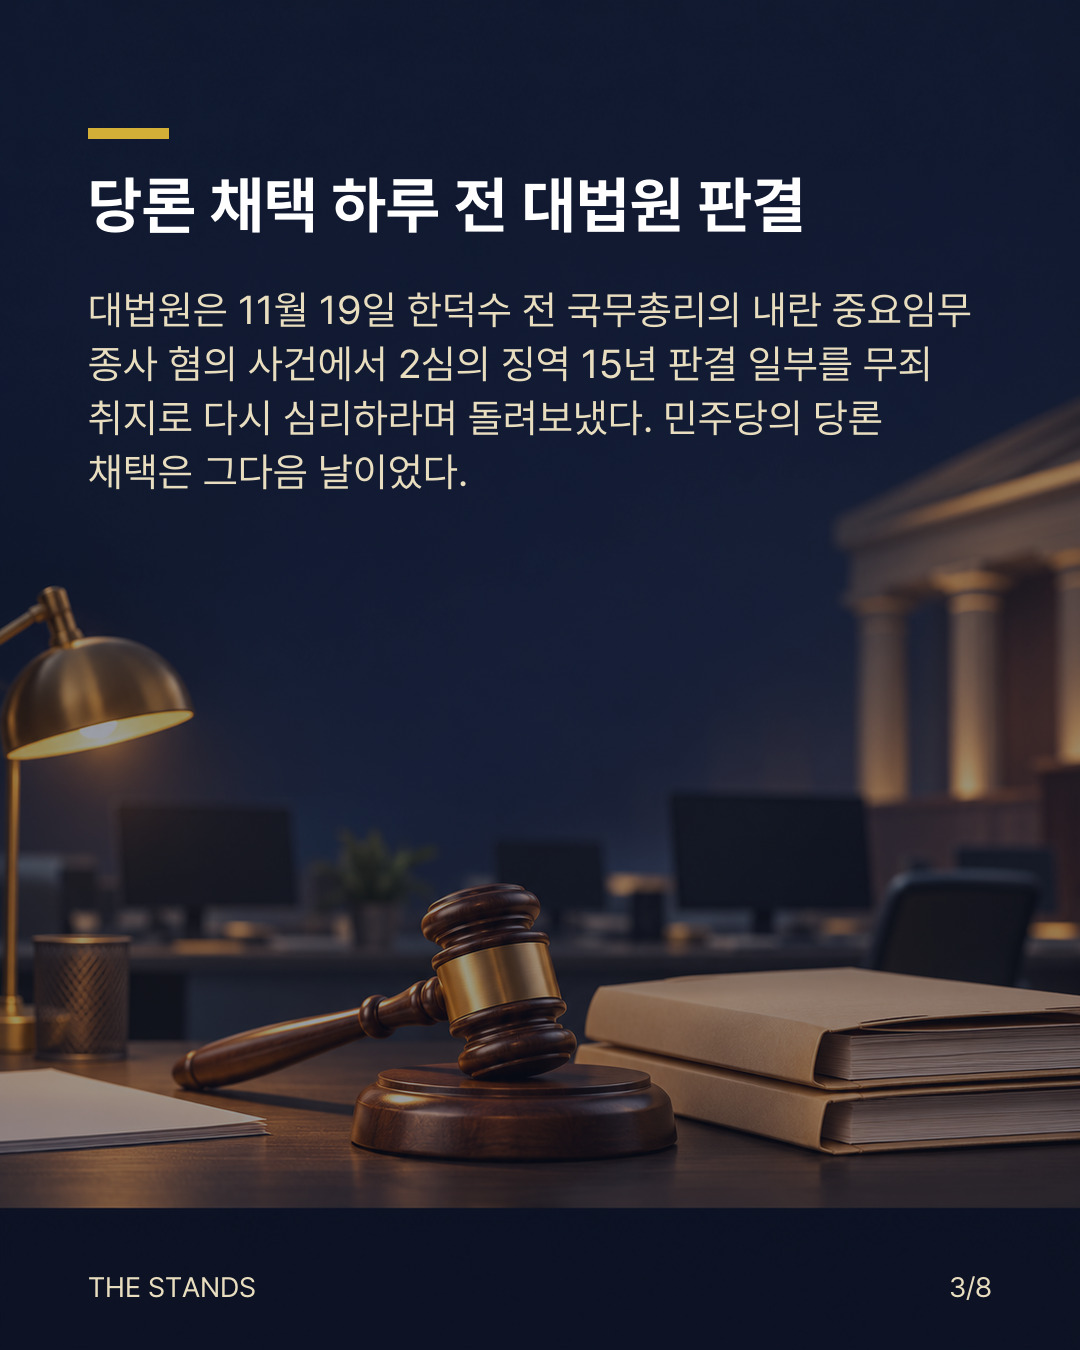 당론 채택 하루 전 대법원 판결
대법원은 11월 19일 한덕수 전 국무총리의 내란 중요임무
종사 혐의 사건에서 2심의 징역 15년 판결 일부를 무죄
취지로 다시 심리하라며 돌려보냈다. 민주당의 당론
채택은 그다음 날이었다.
THE STANDS
3/8